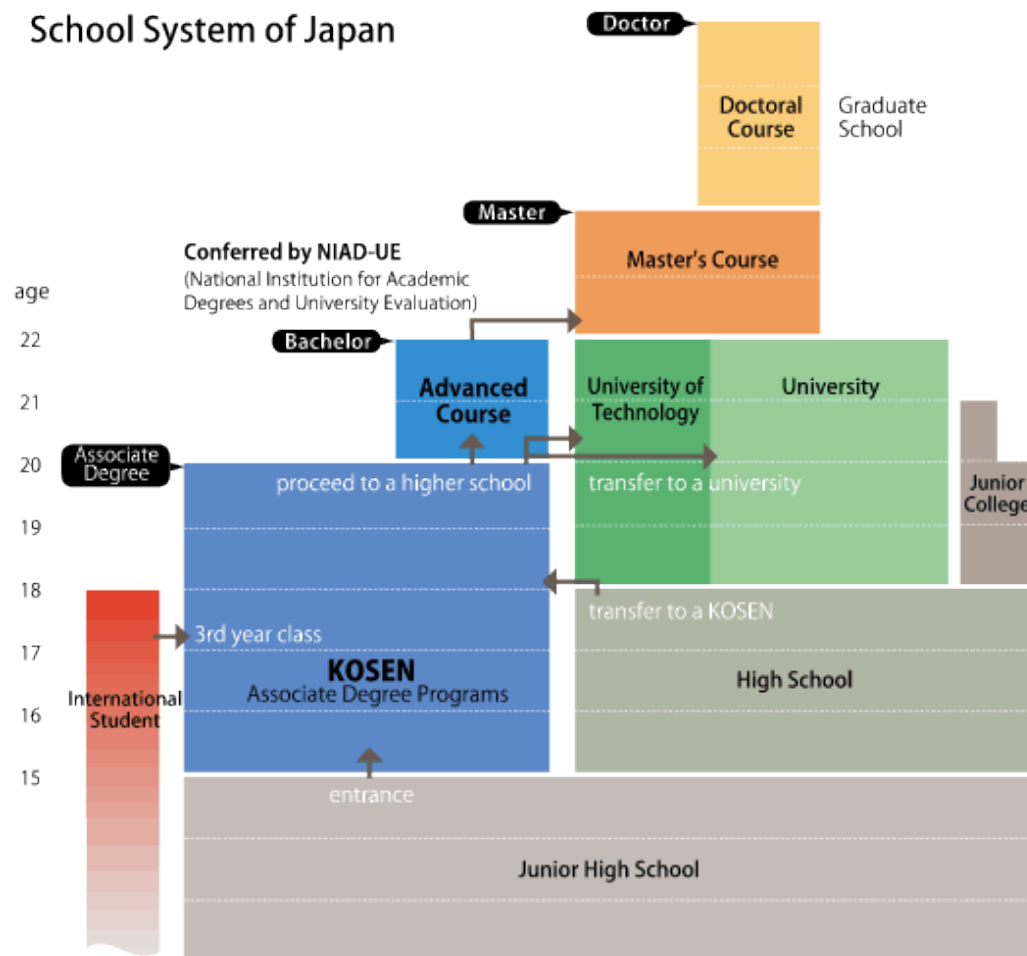 School System of Japan
Doctor
Doctoral
Course
Graduate
School
Master
Master's Course
Conferred by NIAD-UE
(National Institution for Academic
Degrees and University Evaluation)
age
22
Bachelor
Advanced
Course
University of
Technology
University
21
20
Associate
Degree
proceed to a higher school
transfer to a university
Junior
College
19
18
transfer to a KOSEN
3rd year class
17
KOSEN
Associate Degree Programs
High School
International
Student
16
15
entrance
Junior High School